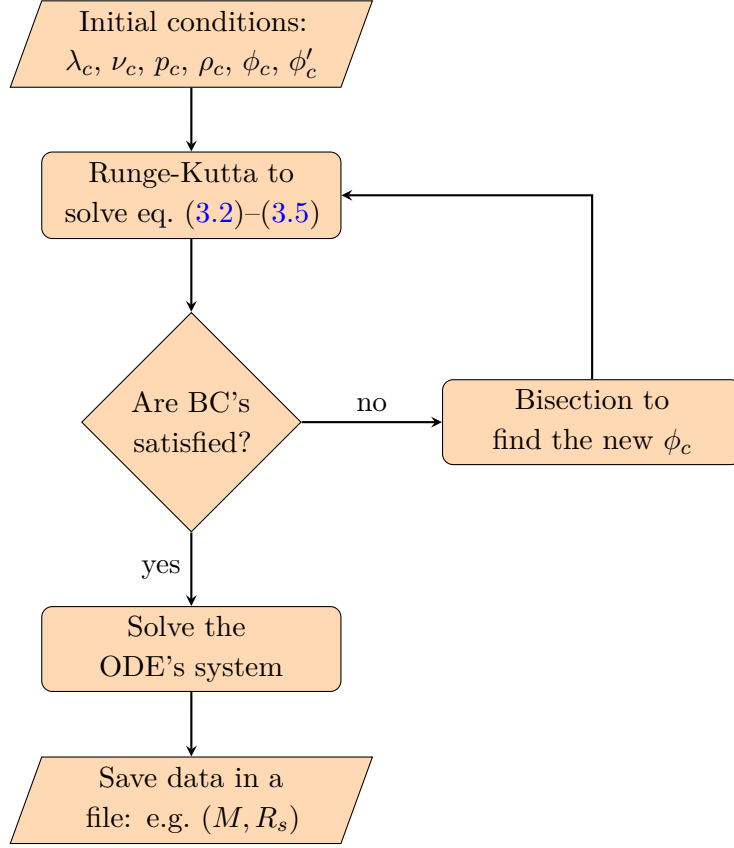 Initial conditions:
λ_c, ν_c, p_c, ρ_c, ϕ_c, ϕ′_c
Runge-Kutta to
solve eq. (3.2)–(3.5)
Are BC's
satisfied?
no
Bisection to
find the new ϕ_c
yes
Solve the
ODE's system
Save data in a
file: e.g. (M, R_s)